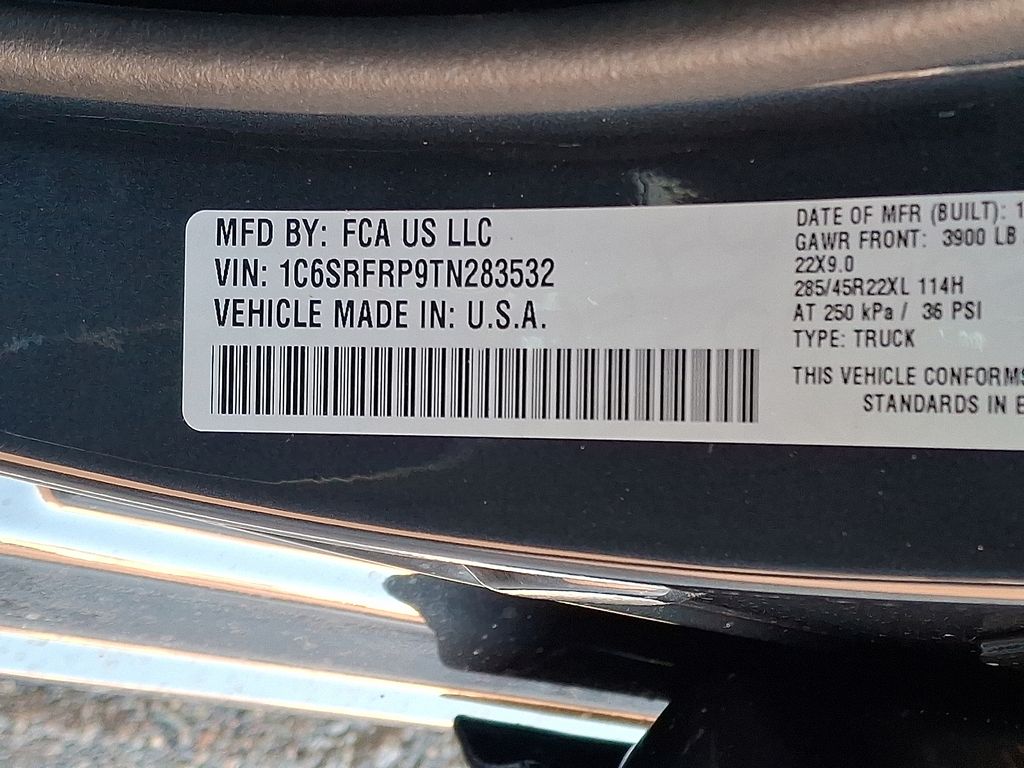 MFD BY: FCA US LLC
VIN: 1C6SRFRP9TN283532
VEHICLE MADE IN: U.S.A.
DATE OF MFR (BUILT): 1
GAWR FRONT: 3900 LB
22X9.0
285/45R22XL 114H
AT 250 kPa / 36 PSI
TYPE: TRUCK
THIS VEHICLE CONFORMS
STANDARDS IN E